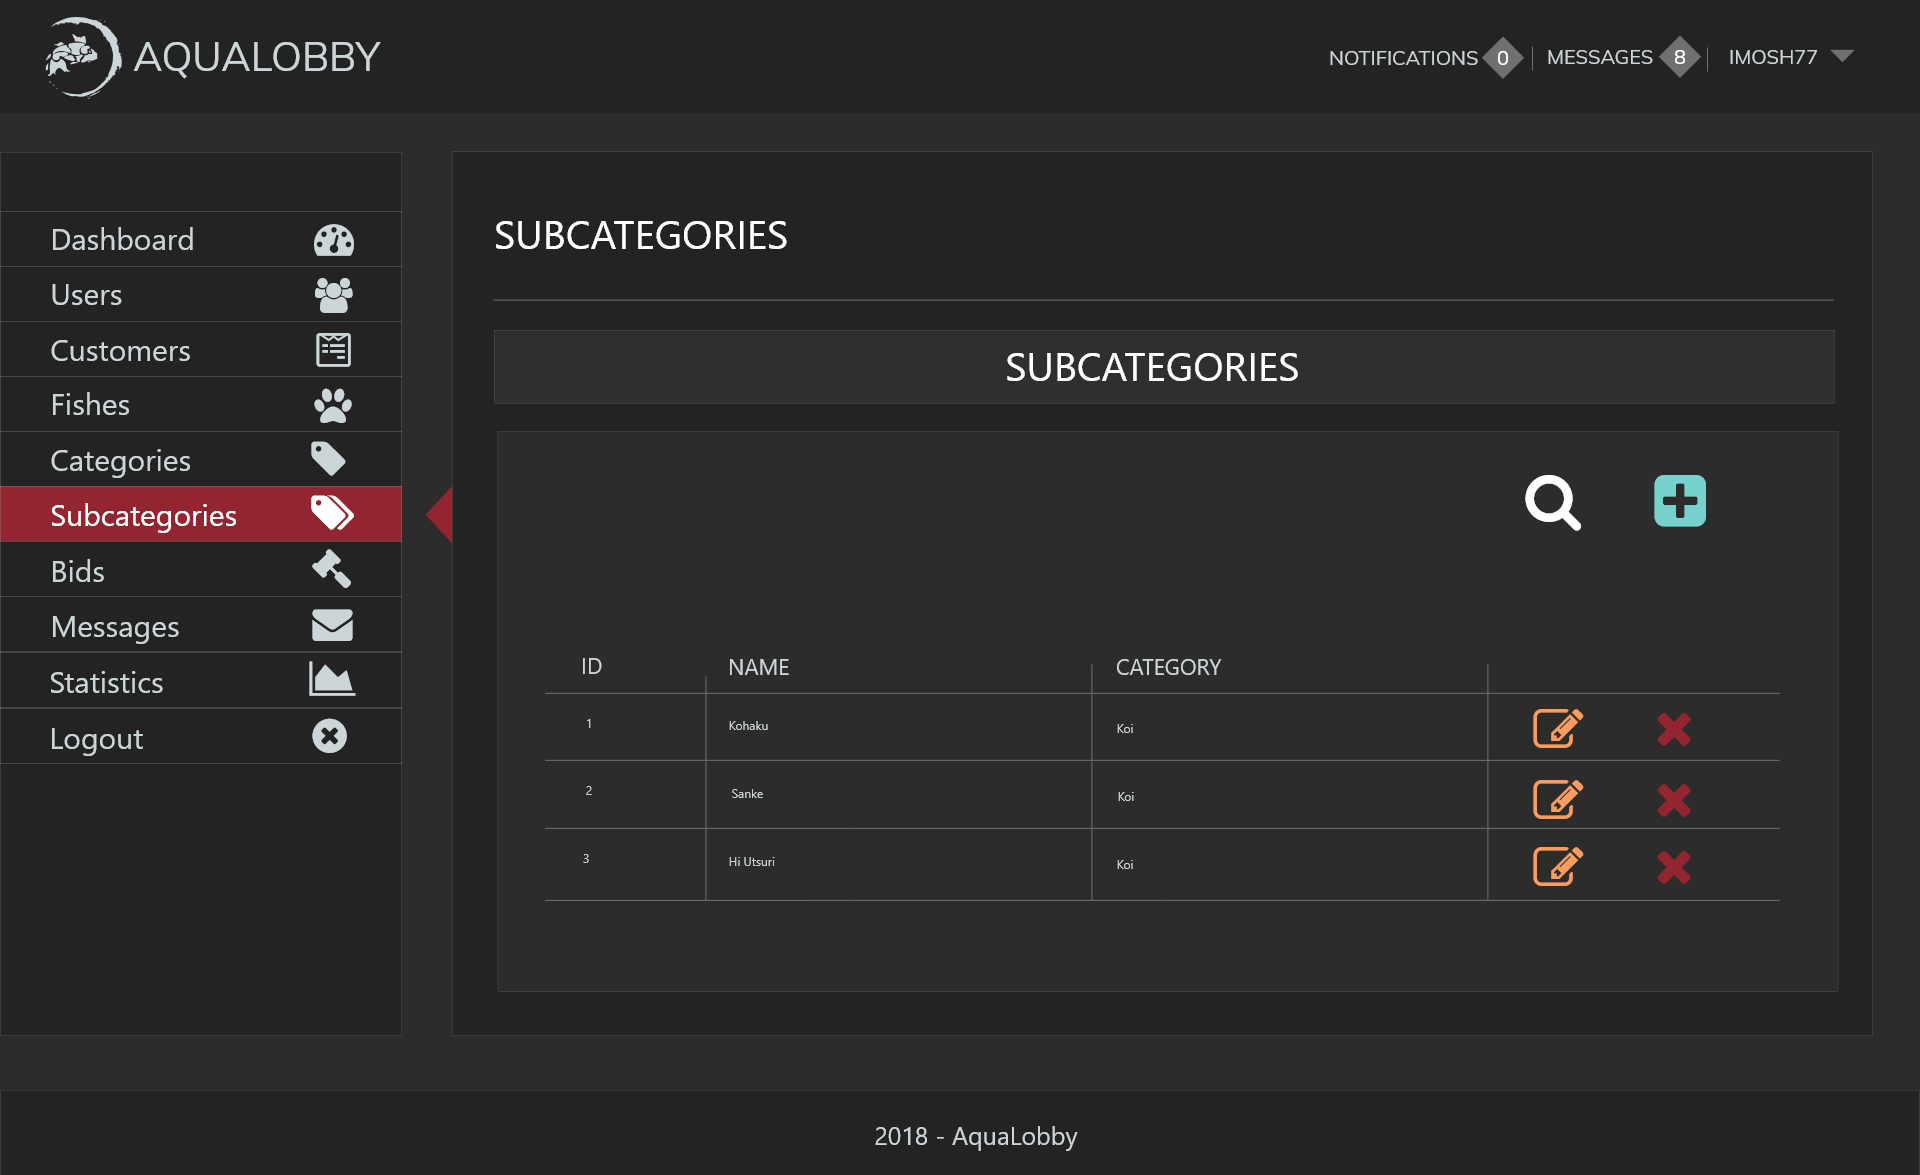 AQUALOBBY
NOTIFICATIONS 0 MESSAGES 8 IMOSH77
Dashboard
Users
Customers
Fishes
Categories
Subcategories
Bids
Messages
Statistics
Logout
SUBCATEGORIES
SUBCATEGORIES
ID NAME CATEGORY
1 Kohaku Koi
2 Sanke Koi
3 Hi Utsuri Koi
2018 - AquaLobby